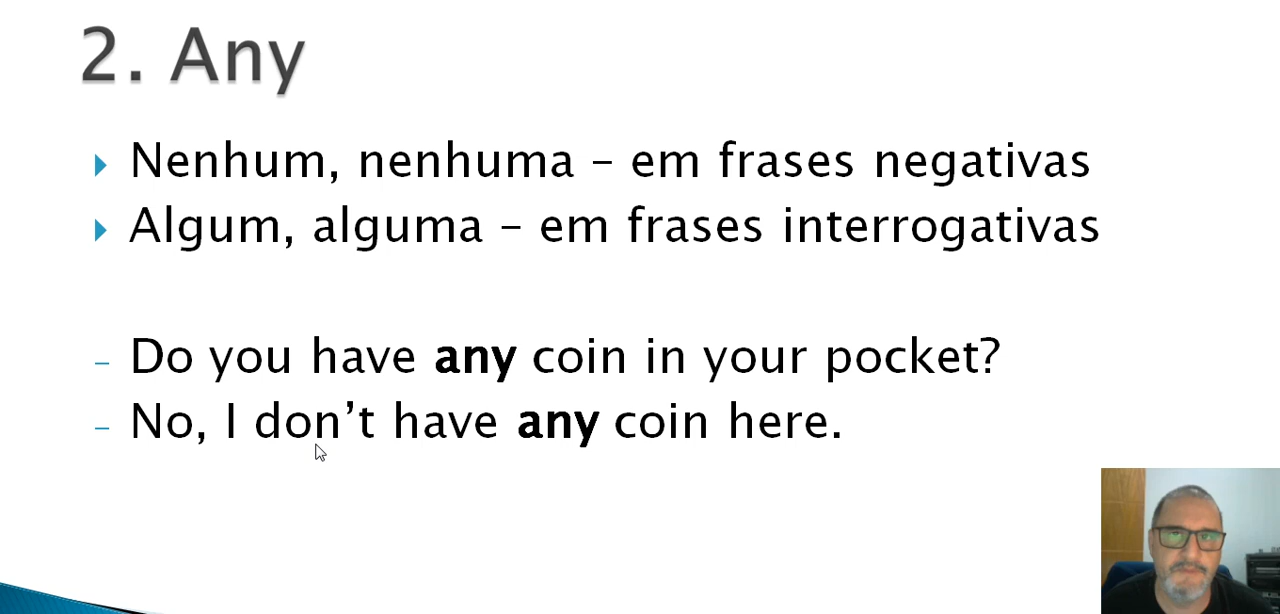 2. Any
Nenhum, nenhuma – em frases negativas
Algum, alguma – em frases interrogativas
– Do you have any coin in your pocket?
– No, I don’t have any coin here.